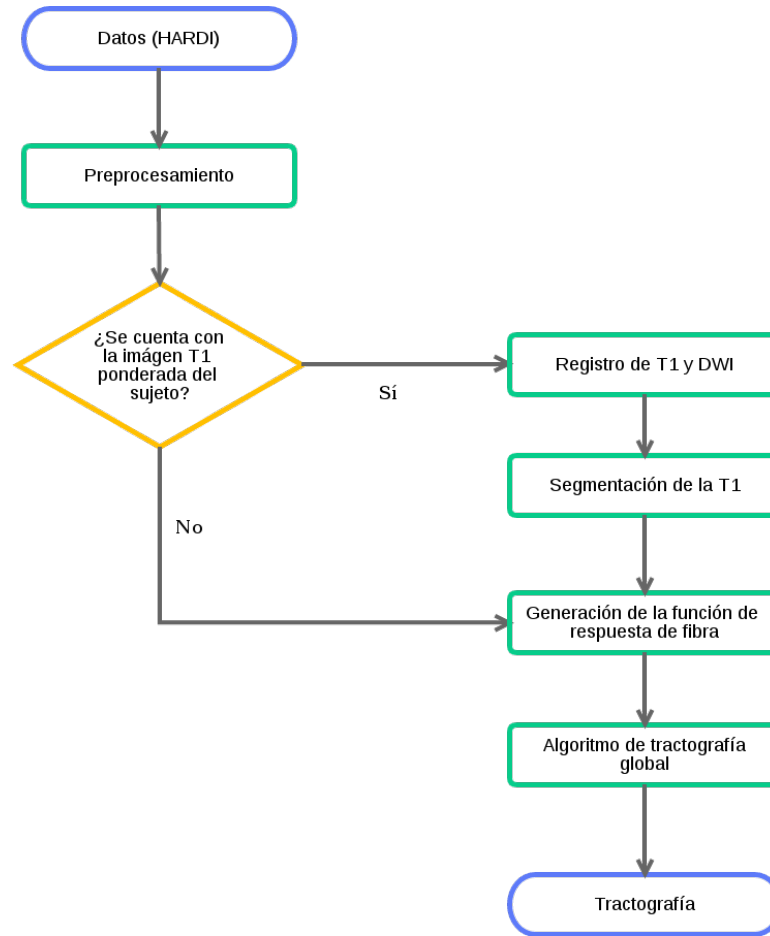 Datos (HARDI)
Preprocesamiento
¿Se cuenta con
la imágen T1
ponderada del
sujeto?
Sí
No
Registro de T1 y DWI
Segmentación de la T1
Generación de la función de
respuesta de fibra
Algoritmo de tractografía
global
Tractografía